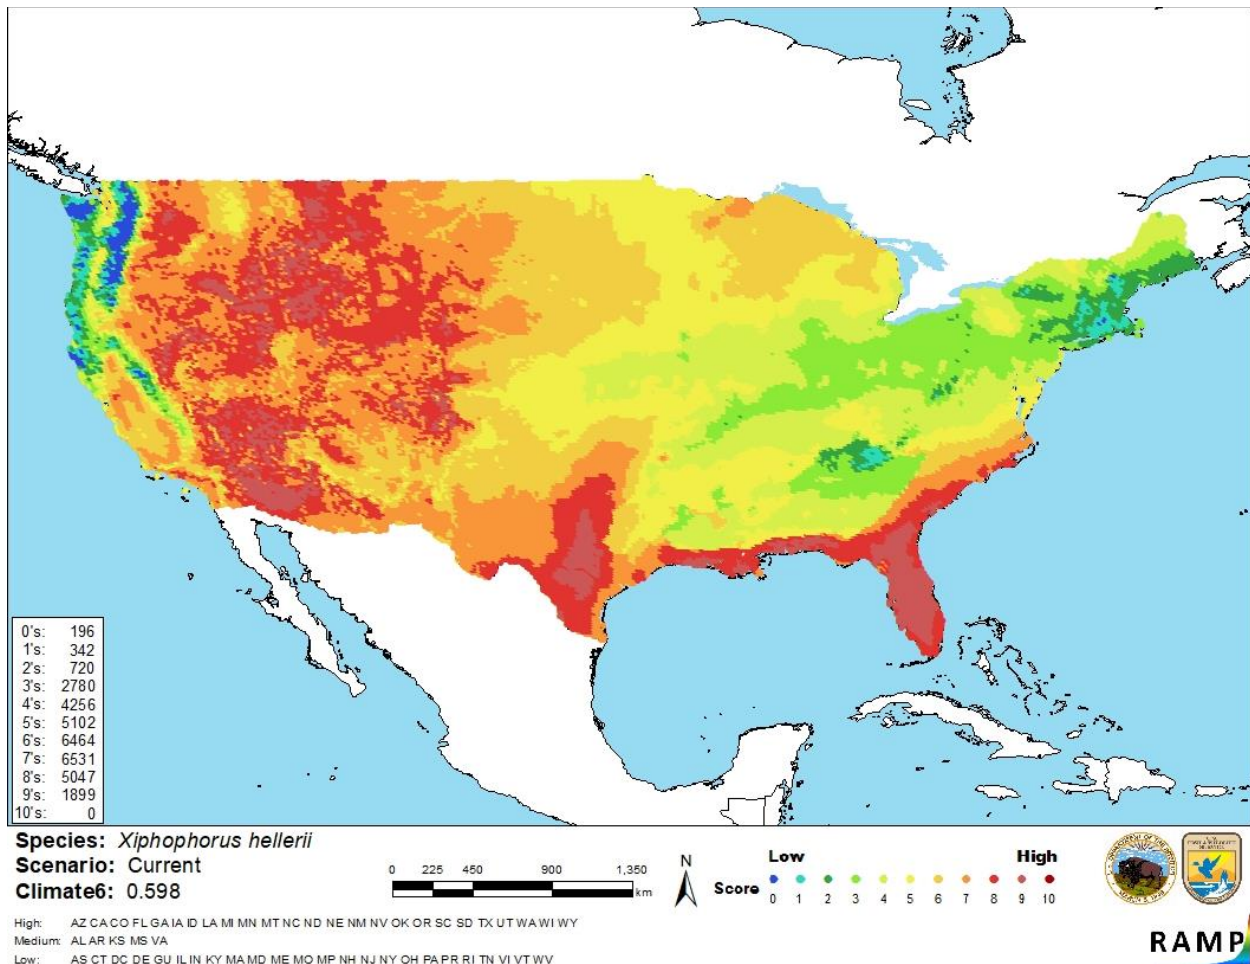 0's: 196
1's: 342
2's: 720
3's: 2780
4's: 4256
5's: 5102
6's: 6464
7's: 6531
8's: 5047
9's: 1899
10's: 0
Species: Xiphophorus hellerii
Scenario: Current
Climate6: 0.598
0 225 450 900 1,350
km
N
Low High
Score 0 1 2 3 4 5 6 7 8 9 10
High: AZ CA CO FL GA IA ID LA MI MN MT NC ND NE NM NV OK OR SC SD TX UT WA WI WY
Medium: AL AR KS MS VA
Low: AS CT DC DE GU IL IN KY MA MD ME MO MP NH NJ NY OH PA PR RI TN VI VT WV
RAMP